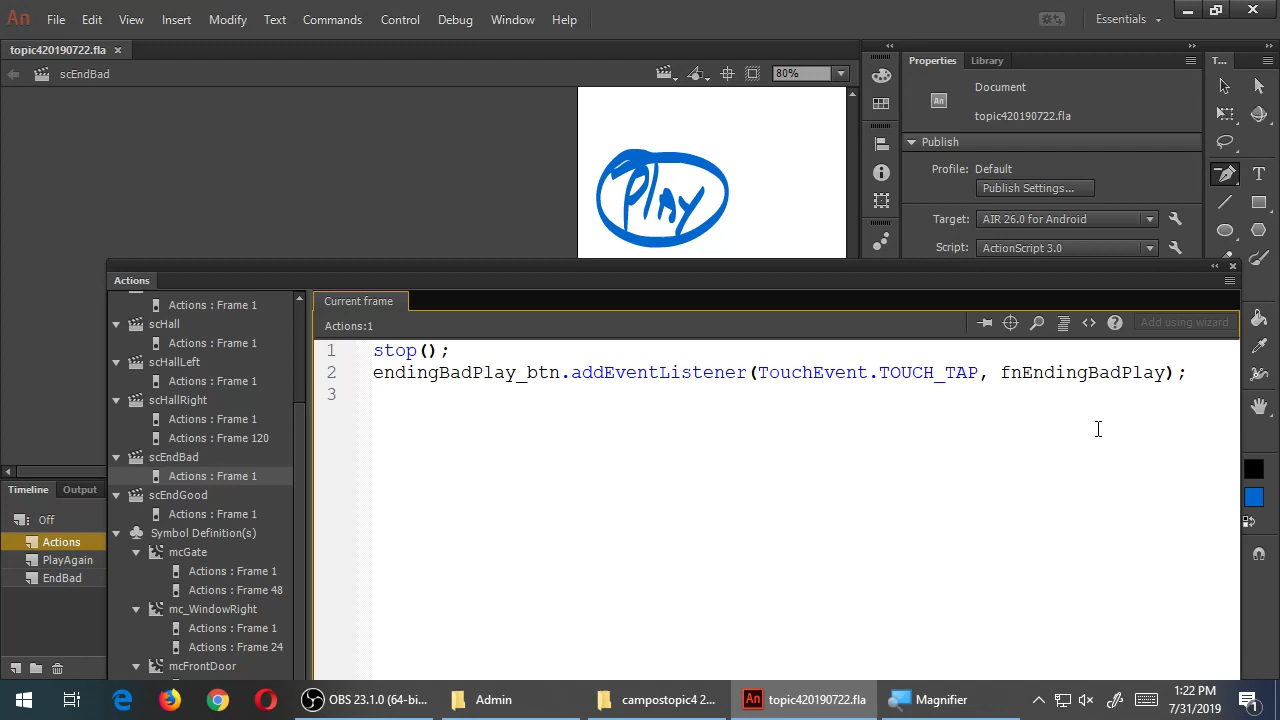 An File Edit View Insert Modify Text Commands Control Debug Window Help Essentials
topic420190722.fla ×
scEndBad 80%
Play
Properties Library
Document
An topic420190722.fla
Publish
Profile: Default
Publish Settings...
Target: AIR 26.0 for Android
Script: ActionScript 3.0
T...
T
Actions
Actions : Frame 1
scHall
Actions : Frame 1
scHallLeft
Actions : Frame 1
scHallRight
Actions : Frame 1
Actions : Frame 120
scEndBad
Actions : Frame 1
scEndGood
Actions : Frame 1
Symbol Definition(s)
mcGate
Actions : Frame 1
Actions : Frame 48
mc_WindowRight
Actions : Frame 1
Actions : Frame 24
mcFrontDoor
Current frame
Actions:1 Add using wizard
1 stop();
2 endingBadPlay_btn.addEventListener(TouchEvent.TOUCH_TAP, fnEndingBadPlay);
3
Timeline Output
Off
Actions
PlayAgain
EndBad
OBS 23.1.0 (64-bi... Admin campostopic4 2... An topic420190722.fla Magnifier
1:22 PM
7/31/2019
1